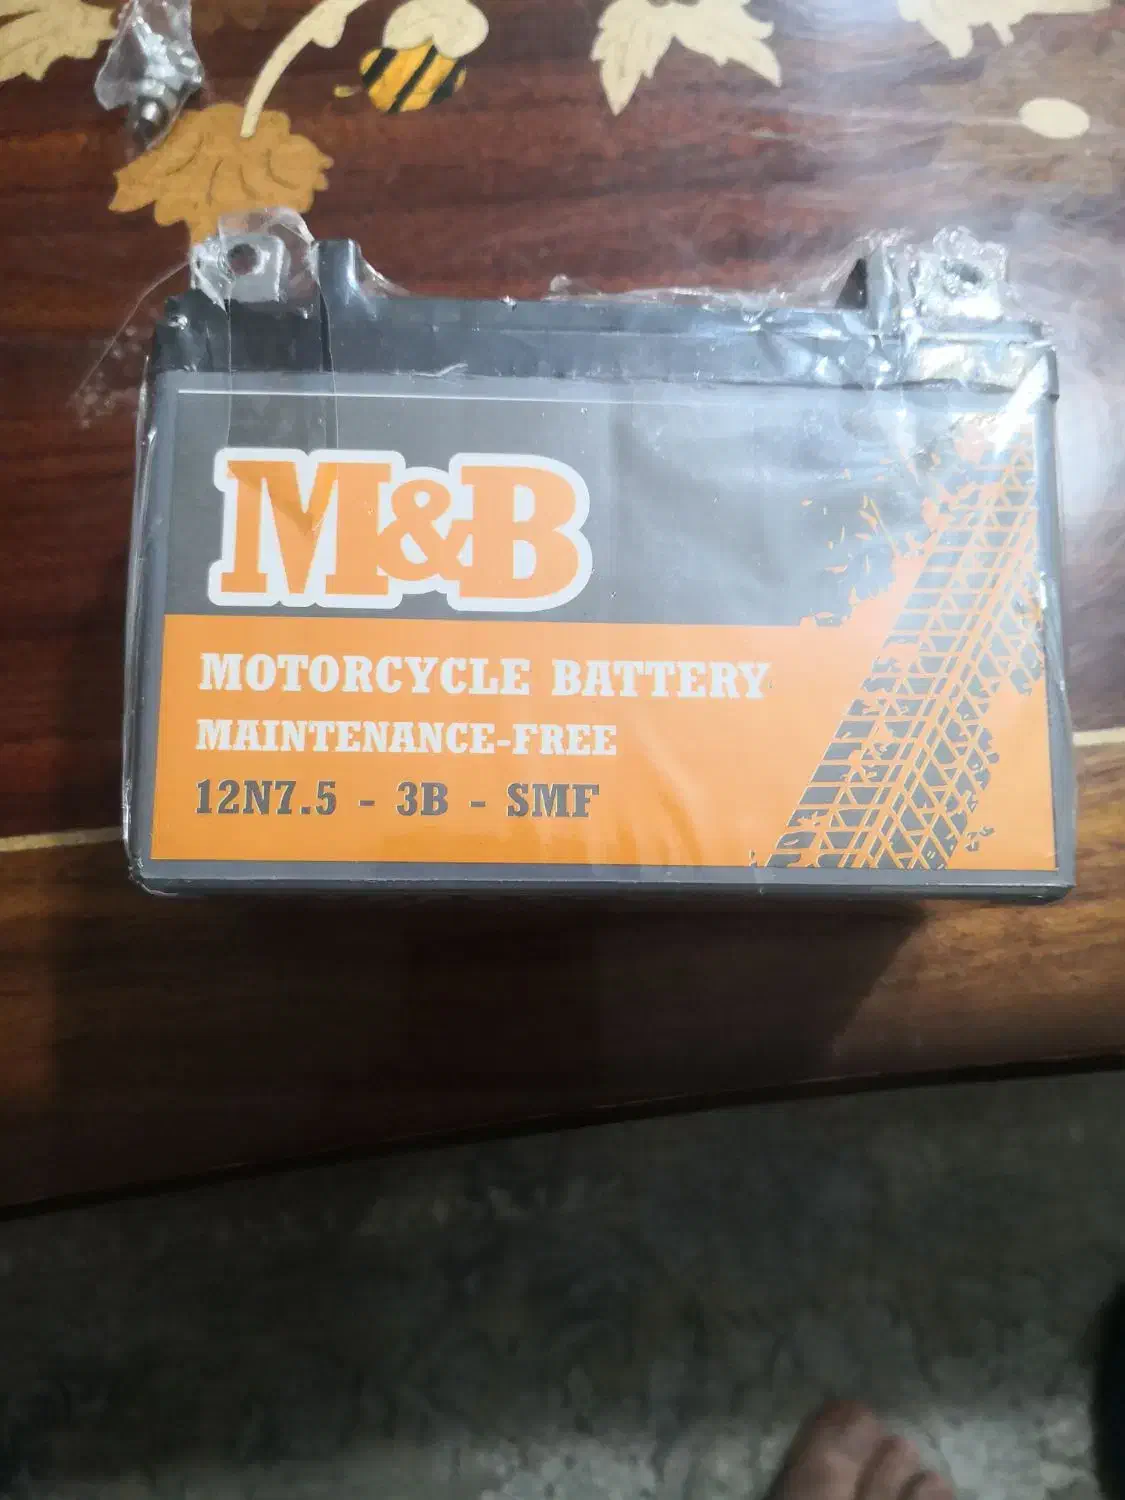 M&B
MOTORCYCLE BATTERY
MAINTENANCE-FREE
12N7.5 - 3B - SMF